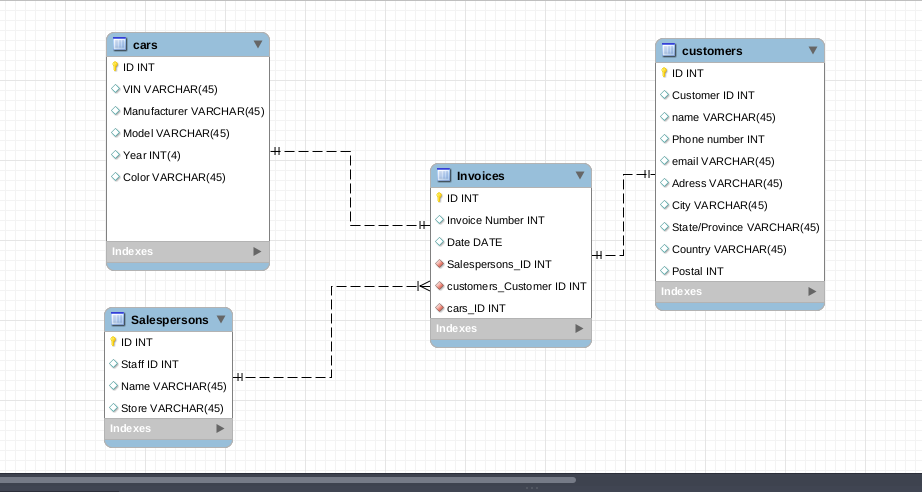 cars
ID INT
VIN VARCHAR(45)
Manufacturer VARCHAR(45)
Model VARCHAR(45)
Year INT(4)
Color VARCHAR(45)
Indexes
Salespersons
ID INT
Staff ID INT
Name VARCHAR(45)
Store VARCHAR(45)
Indexes
Invoices
ID INT
Invoice Number INT
Date DATE
Salespersons_ID INT
customers_Customer ID INT
cars_ID INT
Indexes
customers
ID INT
Customer ID INT
name VARCHAR(45)
Phone number INT
email VARCHAR(45)
Adress VARCHAR(45)
City VARCHAR(45)
State/Province VARCHAR(45)
Country VARCHAR(45)
Postal INT
Indexes